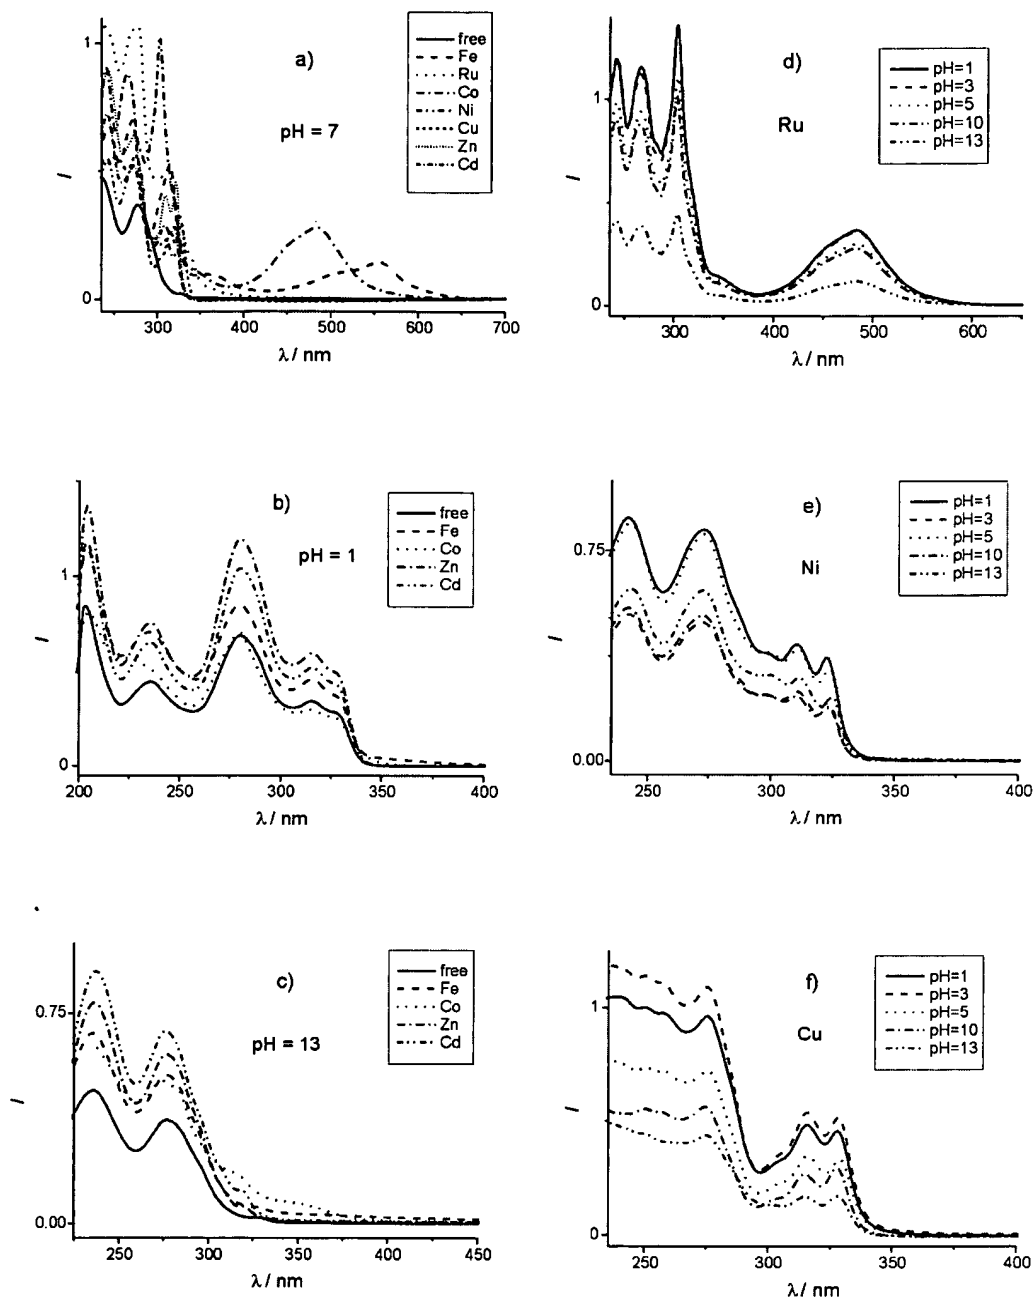 a)
pH = 7
free
Fe
Ru
Co
Ni
Cu
Zn
Cd
1
0
I
300
400
500
600
700
λ / nm
d)
Ru
pH=1
pH=3
pH=5
pH=10
pH=13
1
0
I
300
400
500
600
λ / nm
b)
pH = 1
free
Fe
Co
Zn
Cd
1
0
I
200
250
300
350
400
λ / nm
e)
Ni
pH=1
pH=3
pH=5
pH=10
pH=13
0.75
0.00
I
250
300
350
400
λ / nm
c)
pH = 13
free
Fe
Co
Zn
Cd
0.75
0.00
I
250
300
350
400
450
λ / nm
f)
Cu
pH=1
pH=3
pH=5
pH=10
pH=13
1
0
I
250
300
350
400
λ / nm